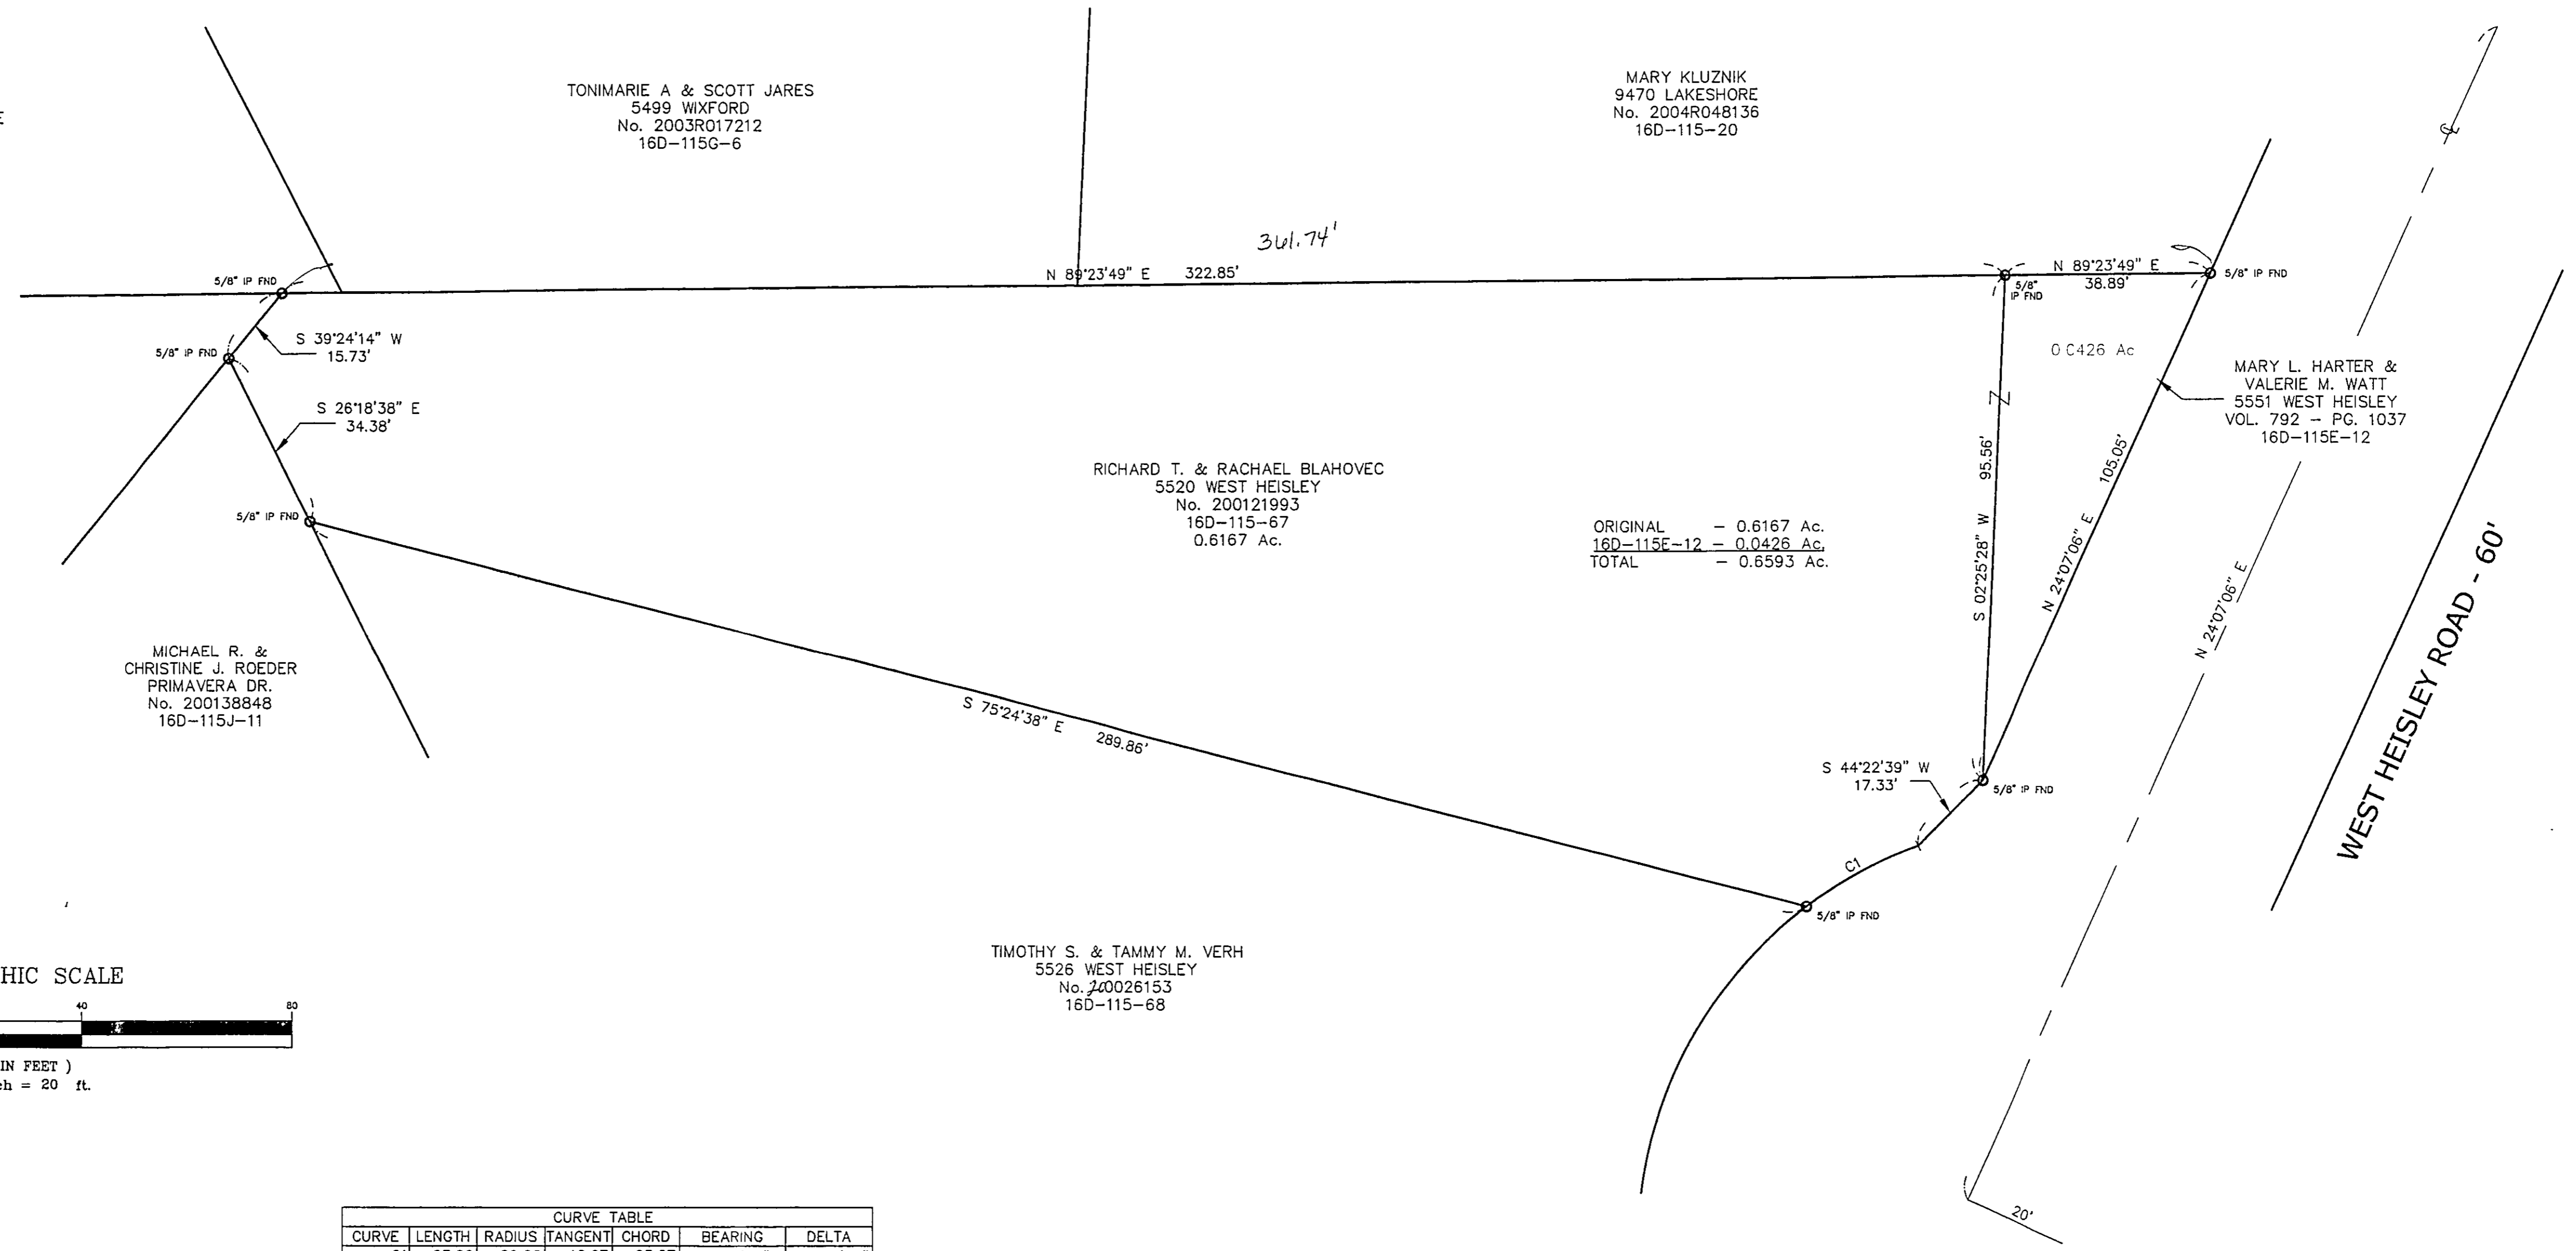 E
TONIMARIE A & SCOTT JARES
5499 WIXFORD
No. 2003R017212
16D-115G-6
MARY KLUZNIK
9470 LAKESHORE
No. 2004R048136
16D-115-20
361.74'
N 89°23'49" E 322.85'
N 89°23'49" E
38.89'
5/8" IP FND
5/8"
IP FND
5/8" IP FND
S 39°24'14" W
15.73'
5/8" IP FND
S 26°18'38" E
34.38'
5/8" IP FND
0.0426 Ac
MARY L. HARTER &
VALERIE M. WATT
5551 WEST HEISLEY
VOL. 792 - PG. 1037
16D-115E-12
RICHARD T. & RACHAEL BLAHOVEC
5520 WEST HEISLEY
No. 200121993
16D-115-67
0.6167 Ac.
ORIGINAL - 0.6167 Ac.
16D-115E-12 - 0.0426 Ac.
TOTAL - 0.6593 Ac.
S 02°25'28" W 95.56'
N 24°07'06" E 105.05'
N 24°07'06" E
WEST HEISLEY ROAD - 60'
MICHAEL R. &
CHRISTINE J. ROEDER
PRIMAVERA DR.
No. 200138848
16D-115J-11
S 75°24'38" E 289.86'
S 44°22'39" W
17.33'
5/8" IP FND
C1
5/8" IP FND
TIMOTHY S. & TAMMY M. VERH
5526 WEST HEISLEY
No. 200026153
16D-115-68
HIC SCALE
40 80
IN FEET )
ch = 20 ft.
20'
CURVE TABLE
CURVE LENGTH RADIUS TANGENT CHORD BEARING DELTA